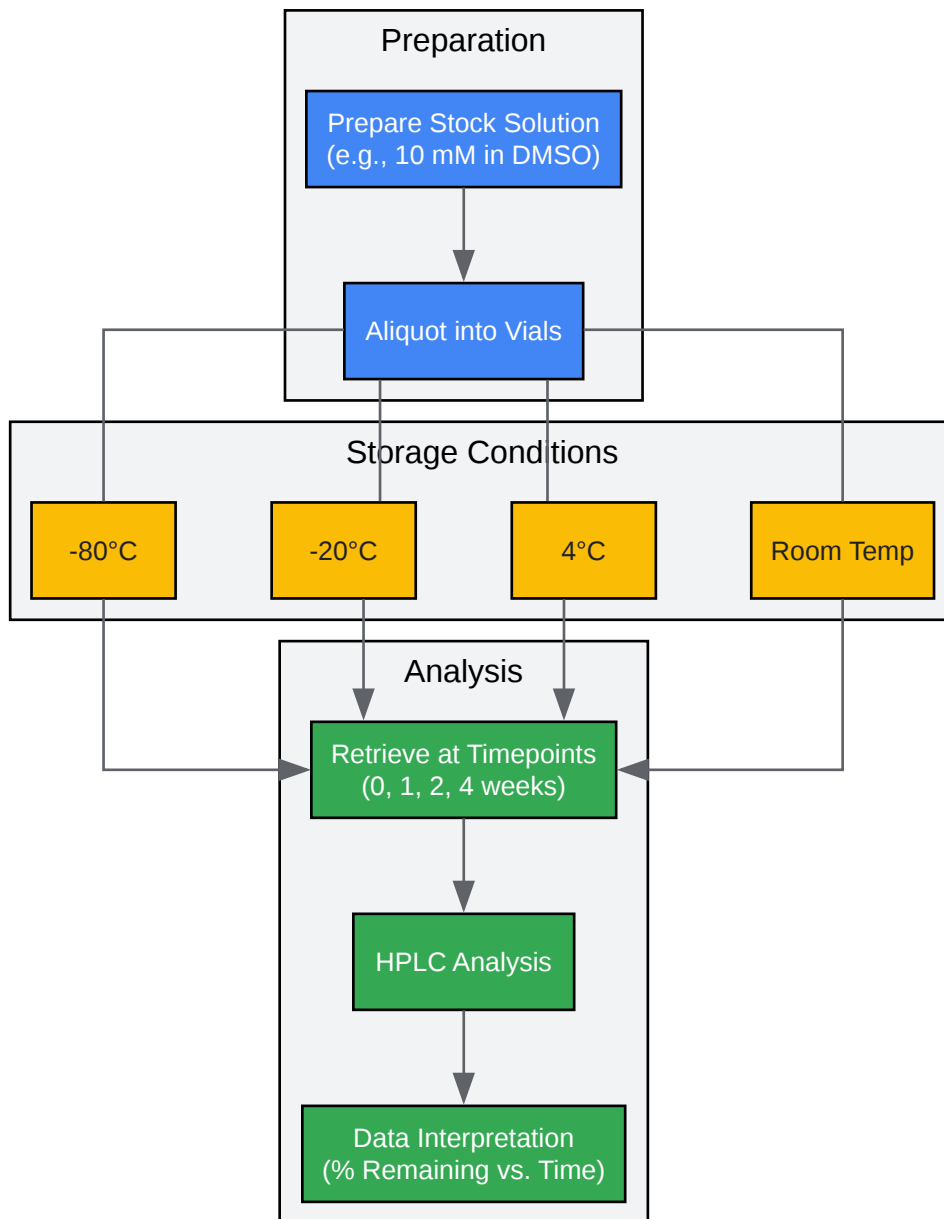 Preparation
Prepare Stock Solution
(e.g., 10 mM in DMSO)
Aliquot into Vials
Storage Conditions
-80°C
-20°C
4°C
Room Temp
Analysis
Retrieve at Timepoints
(0, 1, 2, 4 weeks)
HPLC Analysis
Data Interpretation
(% Remaining vs. Time)